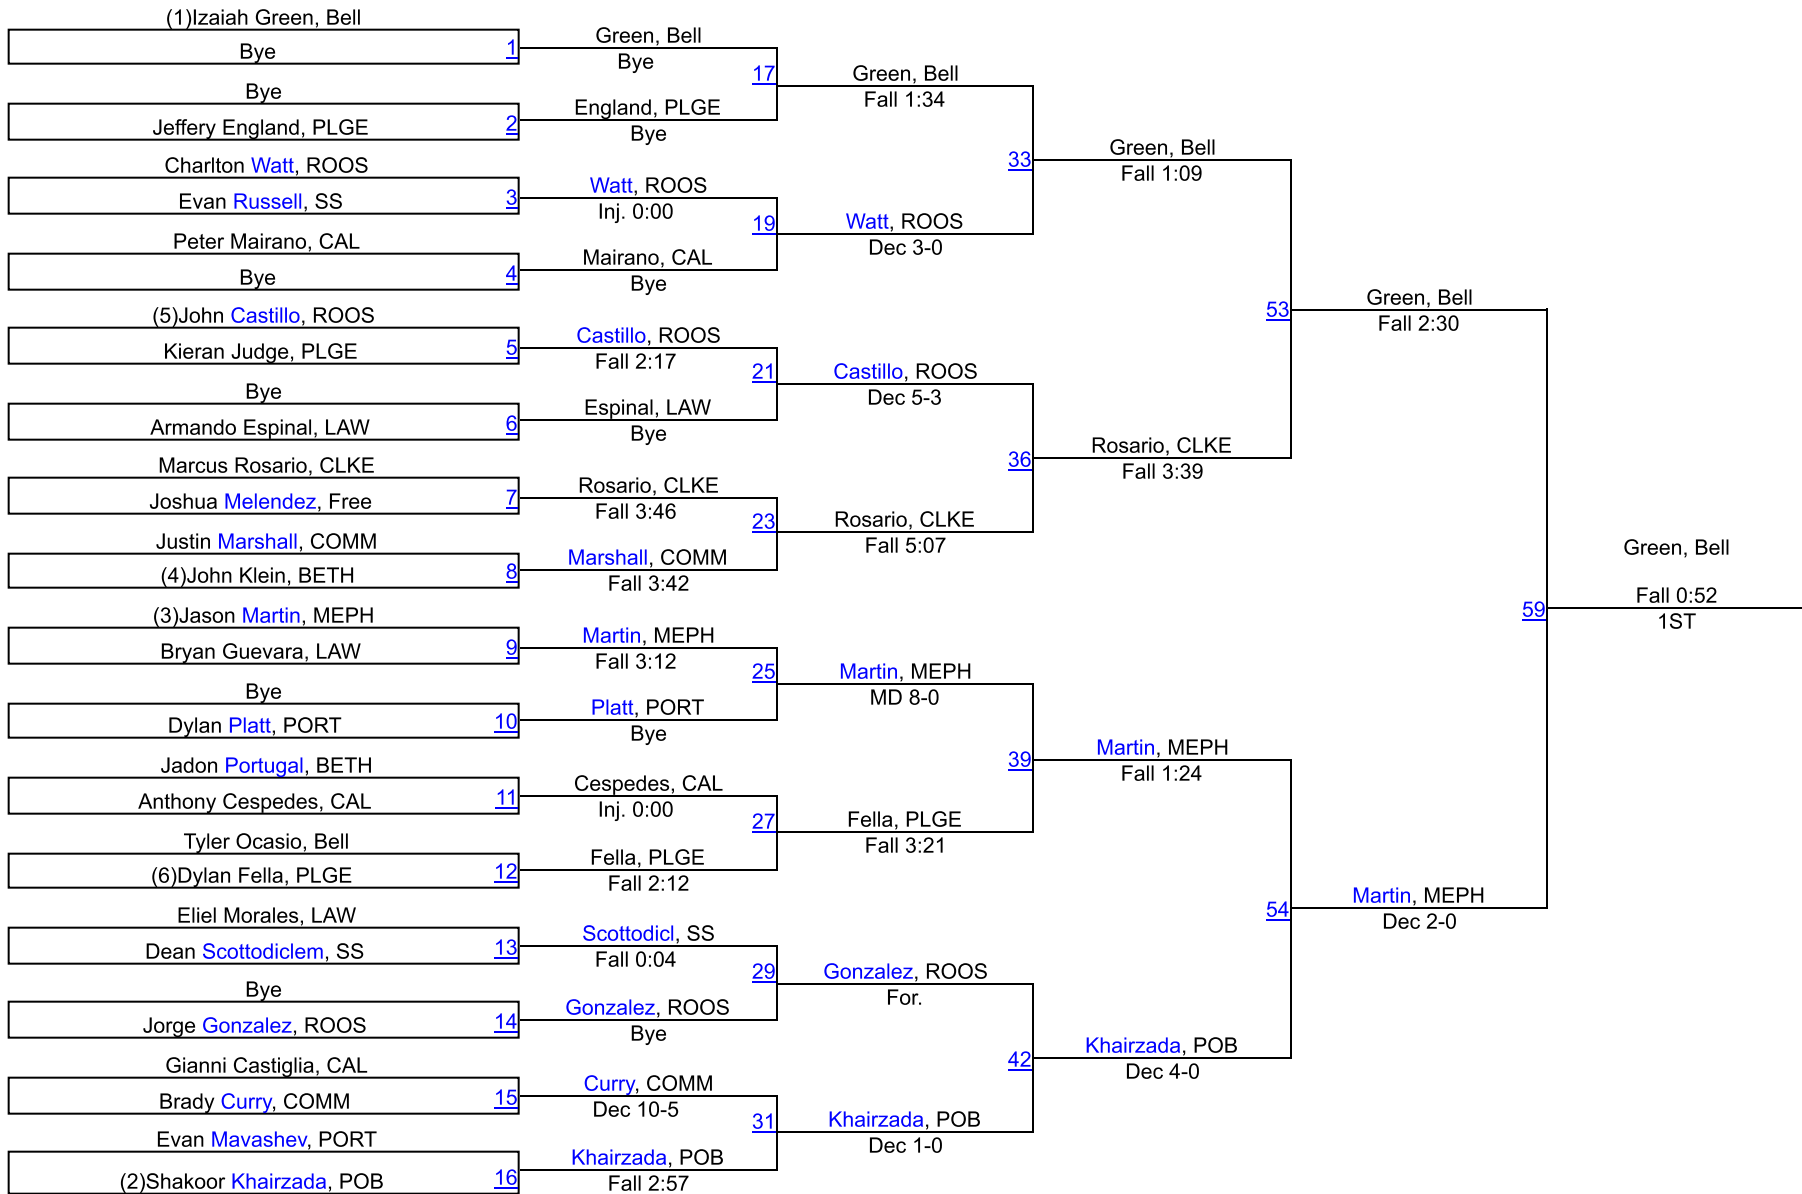 (1)Izaiah Green, Bell
Bye
1
Bye
Jeffery England, PLGE
2
Charlton Watt, ROOS
Evan Russell, SS
3
Peter Mairano, CAL
Bye
4
(5)John Castillo, ROOS
Kieran Judge, PLGE
5
Bye
Armando Espinal, LAW
6
Marcus Rosario, CLKE
Joshua Melendez, Free
7
Justin Marshall, COMM
(4)John Klein, BETH
8
(3)Jason Martin, MEPH
Bryan Guevara, LAW
9
Bye
Dylan Platt, PORT
10
Jadon Portugal, BETH
Anthony Cespedes, CAL
11
Tyler Ocasio, Bell
(6)Dylan Fella, PLGE
12
Eliel Morales, LAW
Dean Scottodiclem, SS
13
Bye
Jorge Gonzalez, ROOS
14
Gianni Castiglia, CAL
Brady Curry, COMM
15
Evan Mavashev, PORT
(2)Shakoor Khairzada, POB
16
Green, Bell
Bye
17
England, PLGE
Bye
Watt, ROOS
Inj. 0:00
19
Mairano, CAL
Bye
Castillo, ROOS
Fall 2:17
21
Espinal, LAW
Bye
Rosario, CLKE
Fall 3:46
23
Marshall, COMM
Fall 3:42
Martin, MEPH
Fall 3:12
25
Platt, PORT
Bye
Cespedes, CAL
Inj. 0:00
27
Fella, PLGE
Fall 2:12
Scottodicl, SS
Fall 0:04
29
Gonzalez, ROOS
Bye
Curry, COMM
Dec 10-5
31
Khairzada, POB
Fall 2:57
Green, Bell
Fall 1:34
33
Watt, ROOS
Dec 3-0
Castillo, ROOS
Dec 5-3
36
Rosario, CLKE
Fall 5:07
Martin, MEPH
MD 8-0
39
Fella, PLGE
Fall 3:21
Gonzalez, ROOS
For.
42
Khairzada, POB
Dec 1-0
Green, Bell
Fall 1:09
53
Rosario, CLKE
Fall 3:39
Martin, MEPH
Fall 1:24
54
Khairzada, POB
Dec 4-0
Green, Bell
Fall 2:30
59
Martin, MEPH
Dec 2-0
Green, Bell
Fall 0:52
1ST